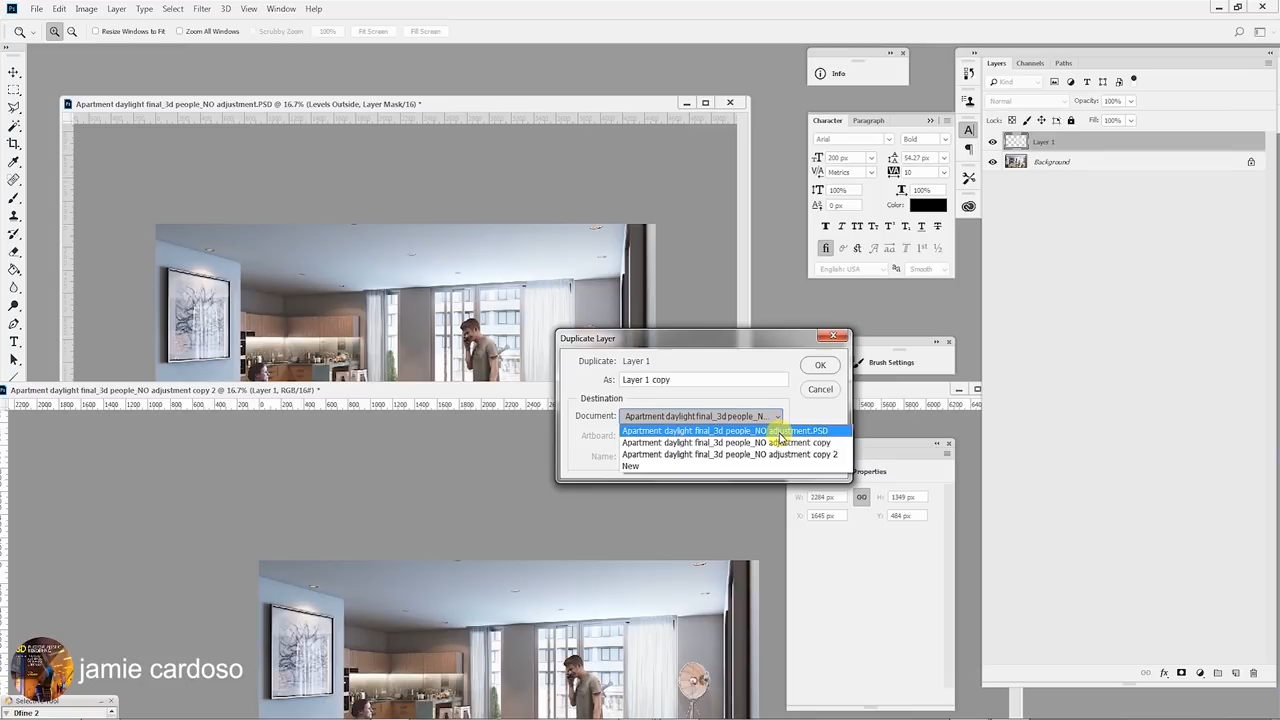 File Edit Image Layer Type Select Filter 3D View Window Help
Resize Windows to Fit Zoom All Windows Scrubby Zoom 100% Fit Screen Fill Screen
Apartment daylight final_3d people_NO adjustment.PSD @ 16.7% (Levels Outside, Layer Mask/16) *
Info
Character Paragraph
Arial Bold
200 px 54.27 px
Metrics 10
100% 100%
0 px Color:
English: USA Smooth
Layers Channels Paths
Kind
Normal Opacity: 100%
Lock: Fill: 100%
Layer 1
Background
Duplicate Layer
Duplicate: Layer 1
As: Layer 1 copy
OK
Cancel
Destination
Document: Apartment daylight final_3d people_N...
Apartment daylight final_3d people_NO adjustment.PSD
Apartment daylight final_3d people_NO adjustment copy
Apartment daylight final_3d people_NO adjustment copy 2
New
Artboard:
Name:
Brush Settings
Apartment daylight final_3d people_NO adjustment copy 2 @ 16.7% (Layer 1, RGB/16#) *
Properties
W: 2284 px H: 1349 px
X: 1645 px Y: 484 px
jamie cardoso
Dfine 2